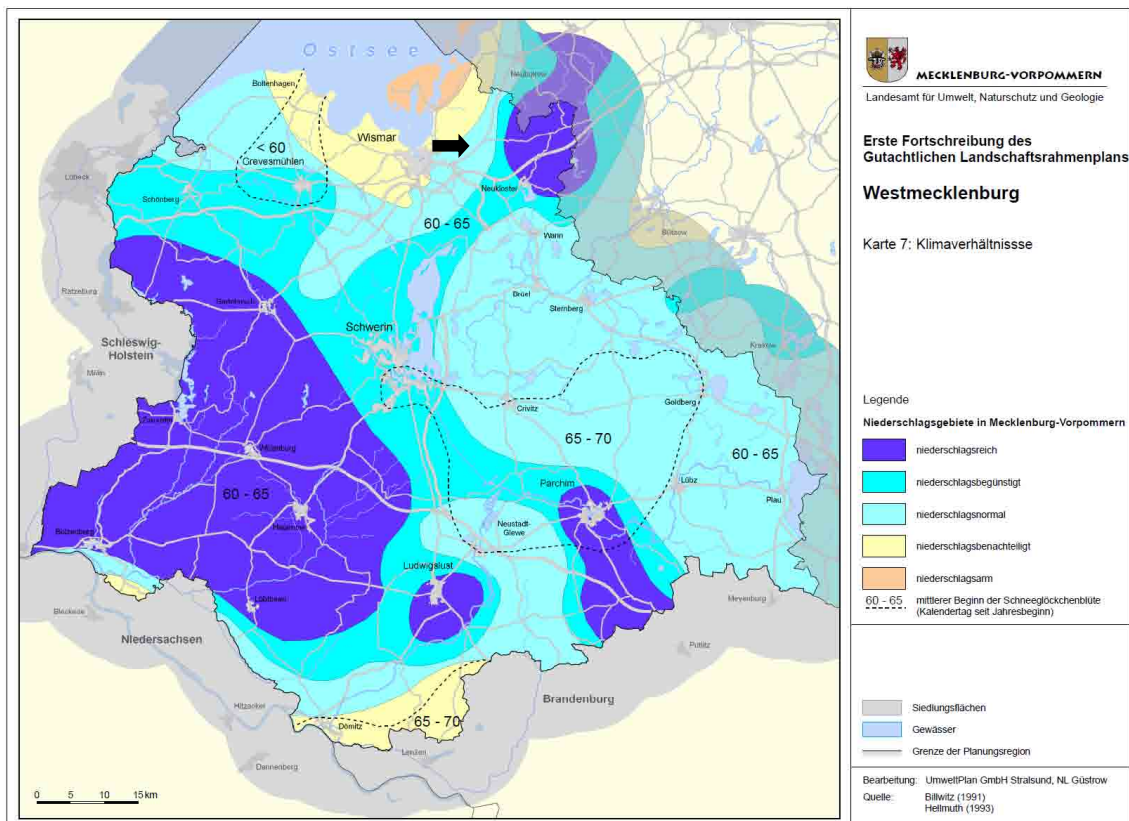 Ostsee
Neubukow
Boltenhagen
Wismar
< 60
Grevesmühlen
Lübeck
Schönberg
Neukloster
60 - 65
Warin
Bützow
Ratzeburg
Gadebusch
Brüel
Sternberg
Schwerin
Schleswig-
Holstein
Krakow
Mölln
Crivitz
Goldberg
Zarrentin
Wittenburg
65 - 70
60 - 65
Parchim
Lübz
Plau
60 - 65
Hagenow
Neustadt-
Glewe
Boizenburg
Ludwigslust
Meyenburg
Bleckede
Lübtheen
Niedersachsen
Putlitz
Brandenburg
Hitzacker
65 - 70
Dömitz
Lenzen
Dannenberg
0 5 10 15 km
MECKLENBURG-VORPOMMERN
Landesamt für Umwelt, Naturschutz und Geologie
Erste Fortschreibung des
Gutachtlichen Landschaftsrahmenplans
Westmecklenburg
Karte 7: Klimaverhältnissse
Legende
Niederschlagsgebiete in Mecklenburg-Vorpommern
niederschlagsreich
niederschlagsbegünstigt
niederschlagsnormal
niederschlagsbenachteiligt
niederschlagsarm
60 - 65 mittlerer Beginn der Schneeglöckchenblüte
(Kalendertag seit Jahresbeginn)
Siedlungsflächen
Gewässer
Grenze der Planungsregion
Bearbeitung: UmweltPlan GmbH Stralsund, NL Güstrow
Quelle: Billwitz (1991)
Hellmuth (1993)